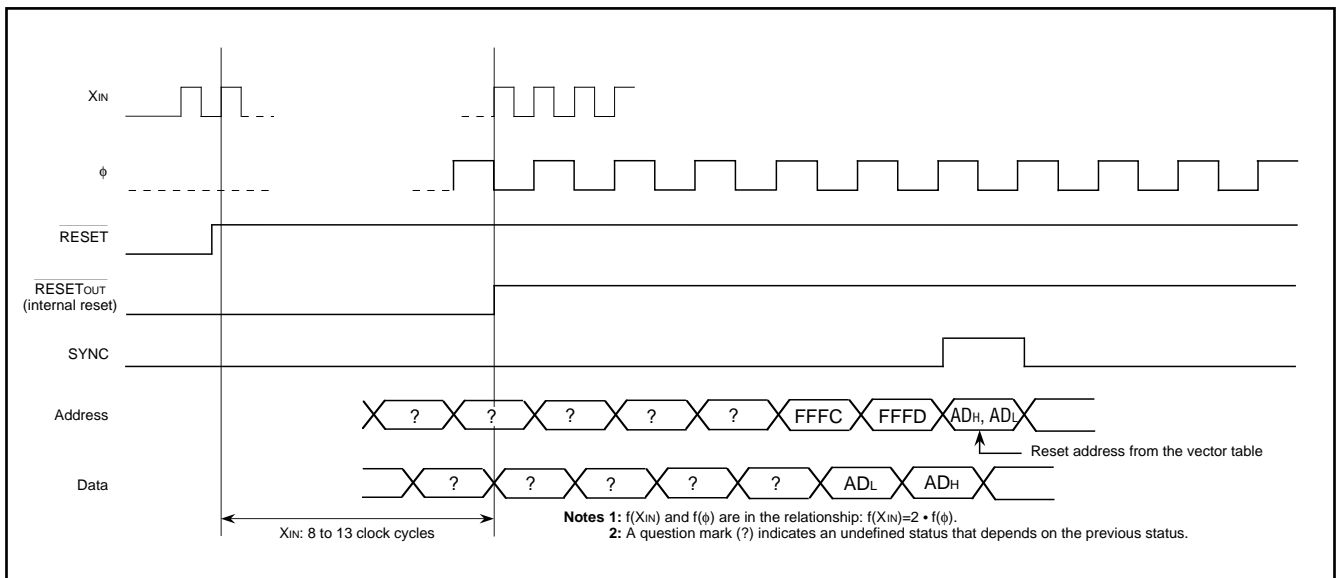 XIN
ϕ
RESET
RESETOUT
(internal reset)
SYNC
Address
? ? ? ? ? FFFC FFFD ADH, ADL
Reset address from the vector table
Data
? ? ? ? ? ADL ADH
XIN: 8 to 13 clock cycles
Notes 1: f(XIN) and f(ϕ) are in the relationship: f(XIN)=2 • f(ϕ).
2: A question mark (?) indicates an undefined status that depends on the previous status.